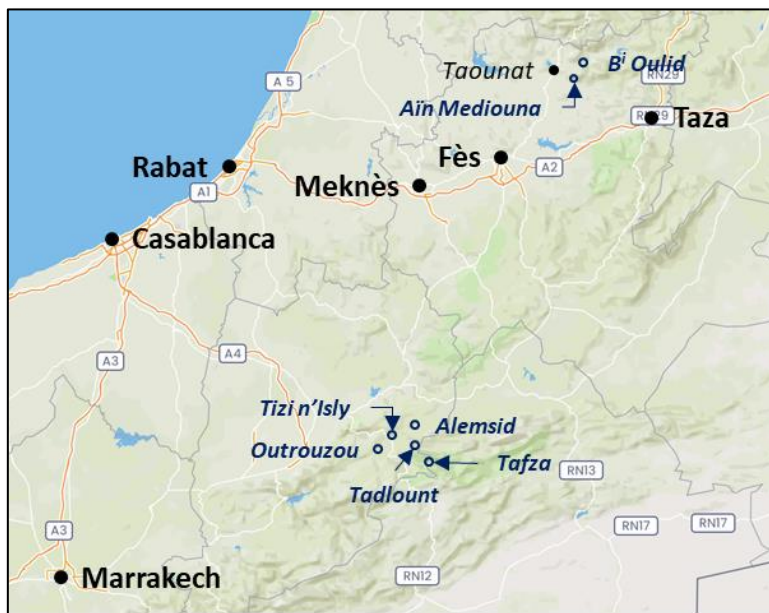 Taounat
Bⁱ Oulid
RN29
Aïn Mediouna
A 5
RN29
Taza
Fès
Rabat
A2
Meknès
A1
Casablanca
A3
A4
Tizi n’Isly
Alemsid
Outrouzou
Tafza
RN13
Tadlount
RN17
RN17
A3
Marrakech
RN12